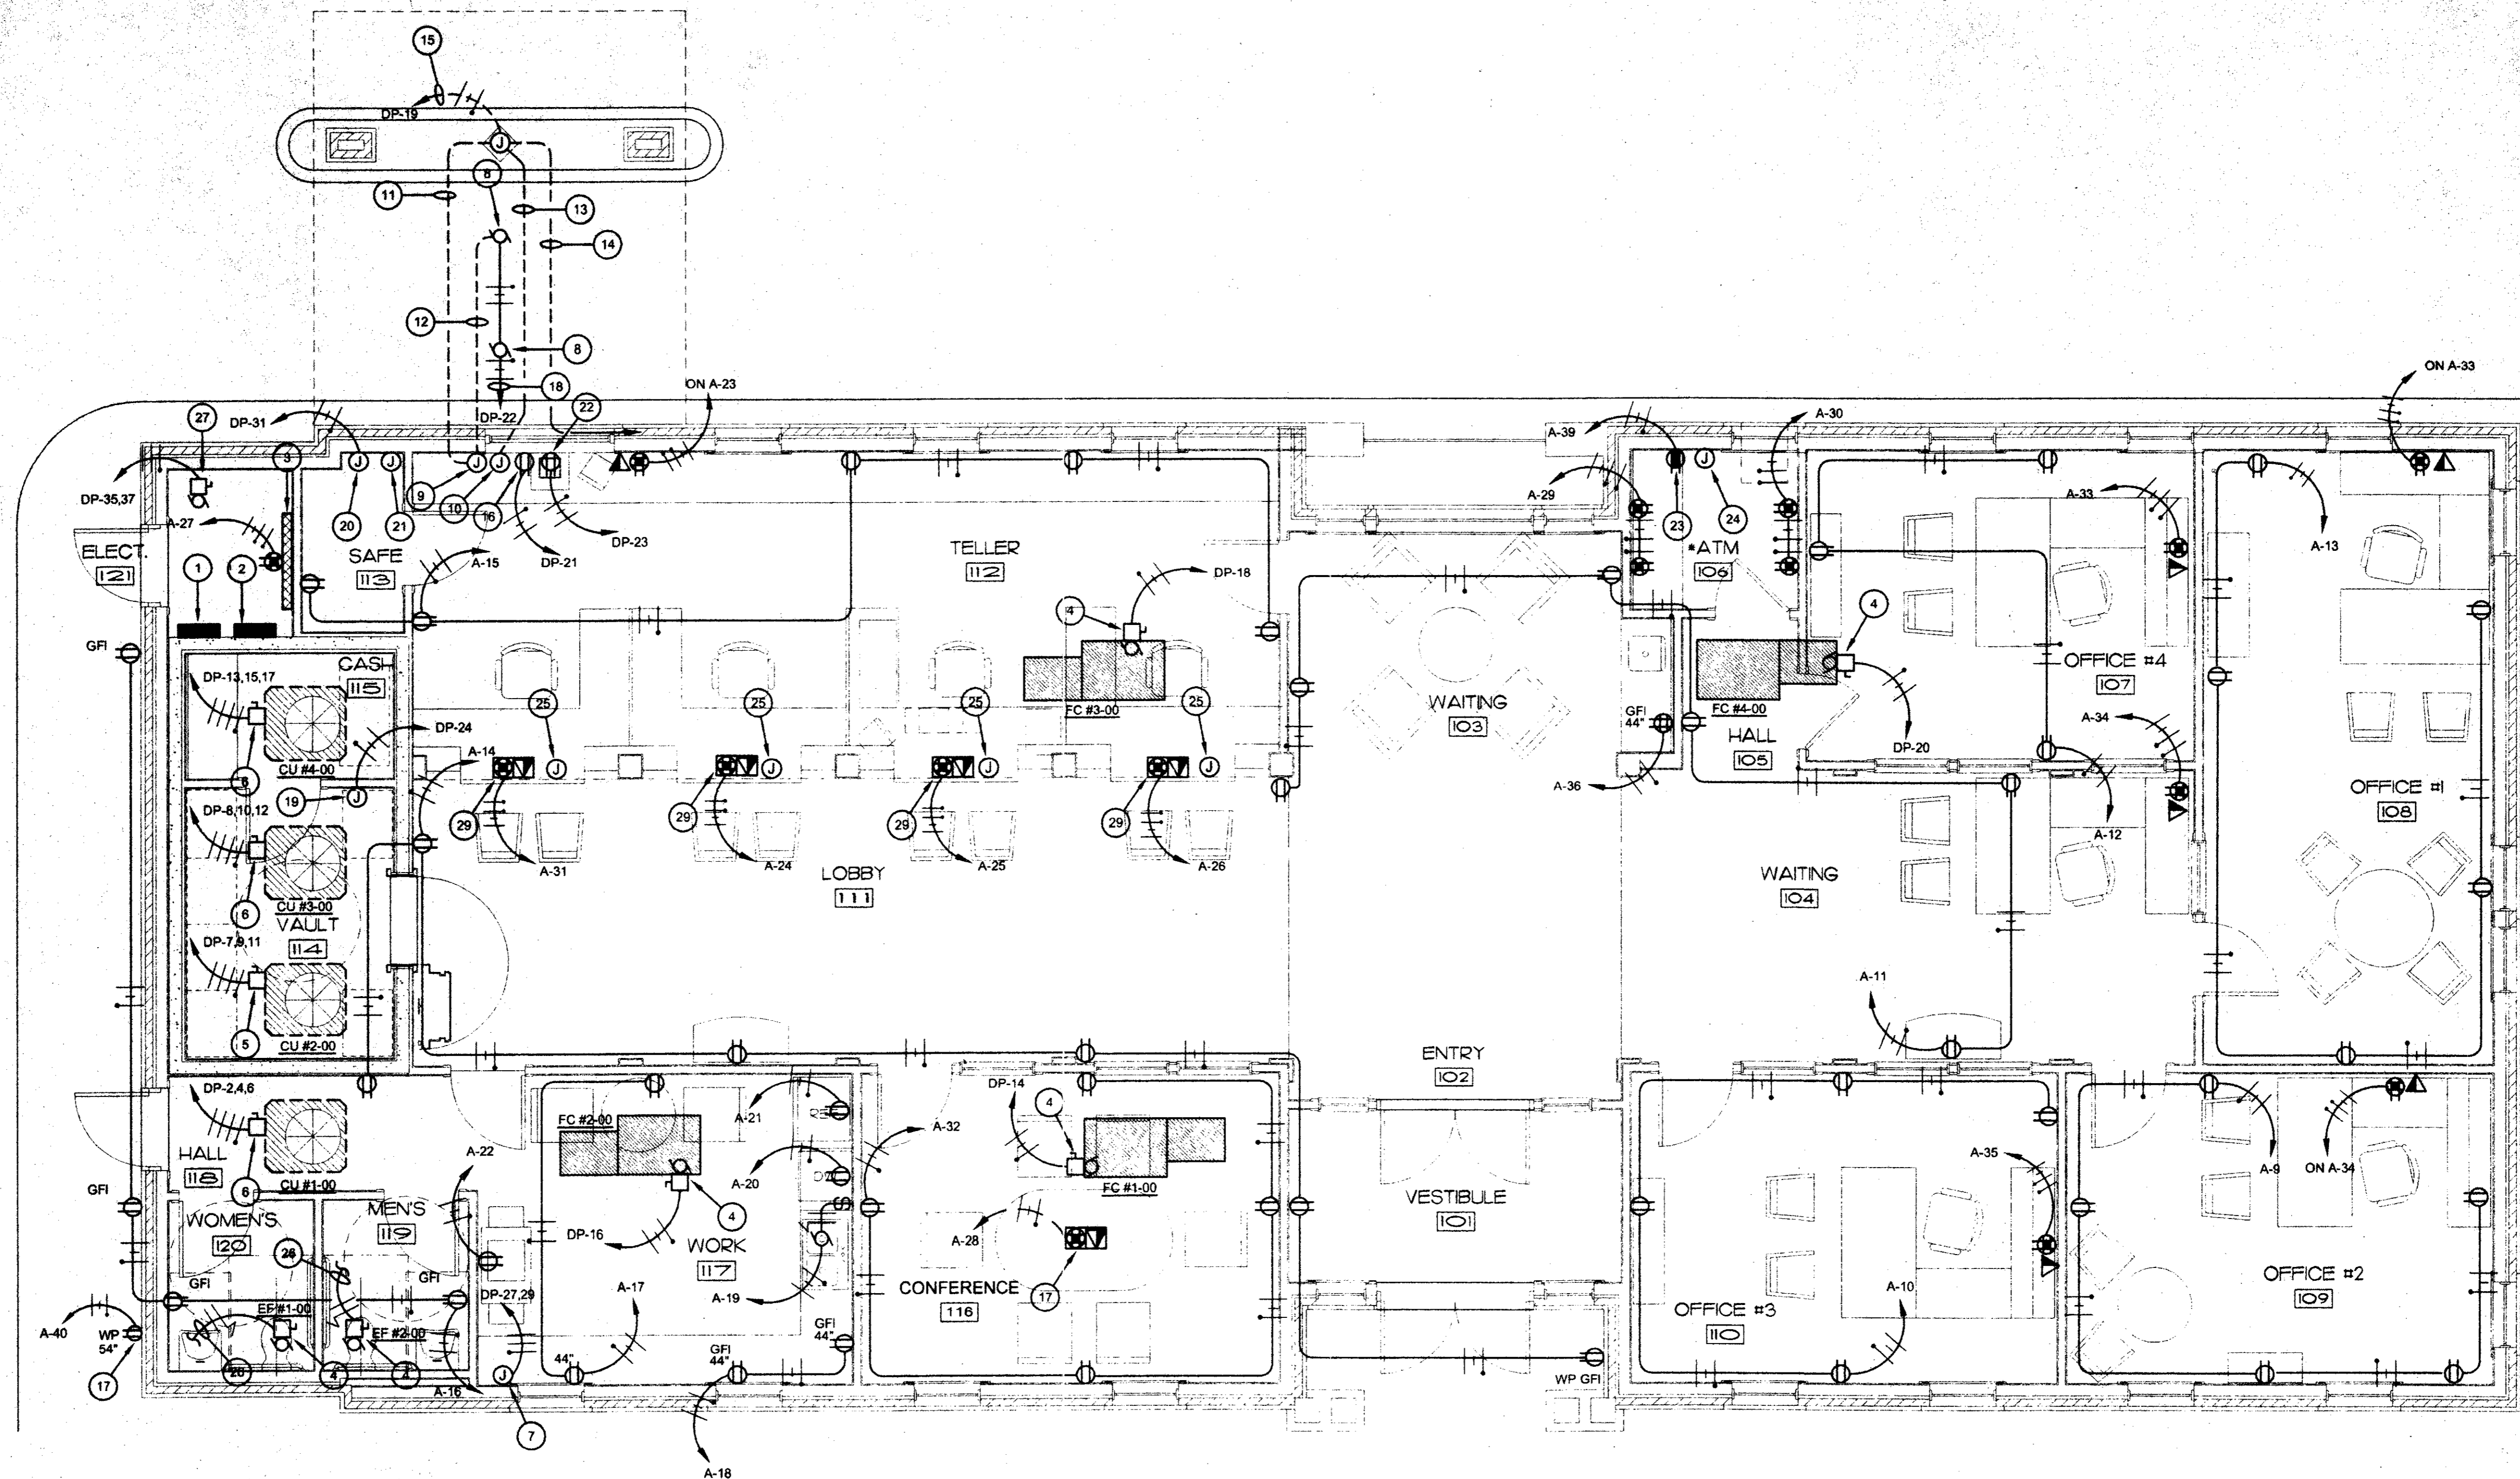 15
DP-19
J
8
11
13
14
12
8
18
DP-22
22
ON A-23
27
DP-31
3
DP-35,37
A-27
J
J
20
21
J
J
9
10
16
DP-21
DP-23
ELECT.
121
1
2
SAFE
113
A-15
TELLER
112
DP-18
4
FC #3-00
A-39
A-30
A-29
23
J
24
*ATM
106
A-33
ON A-33
A-13
4
OFFICE #4
107
FC #4-00
HALL
105
DP-20
A-34
GFI
44"
A-36
WAITING
103
GFI
CASH
115
DP-13,15,17
6
CU #4-00
DP-24
19
J
DP-8,10,12
6
CU #3-00
VAULT
114
DP-7,9,11
5
CU #2-00
A-14
25
J
25
J
25
J
25
J
29
29
29
29
A-31
A-24
A-25
A-26
LOBBY
111
A-12
OFFICE #1
108
WAITING
104
A-11
ENTRY
102
DP-2,4,6
HALL
118
6
CU #1-00
GFI
A-22
FC #2-00
A-21
REF
A-20
4
DP-16
WORK
117
A-19
A-17
S
DP-14
4
A-32
FC #1-00
A-28
17
CONFERENCE
116
VESTIBULE
101
A-35
A-9
ON A-34
OFFICE #2
109
OFFICE #3
110
A-10
WOMEN'S
120
MEN'S
119
28
GFI
GFI
EF #1-00
EF #2-00
DP-27,29
A-40
WP
54"
17
28
4
4
A-16
J
7
44"
GFI
44"
GFI
44"
A-18
WP GFI